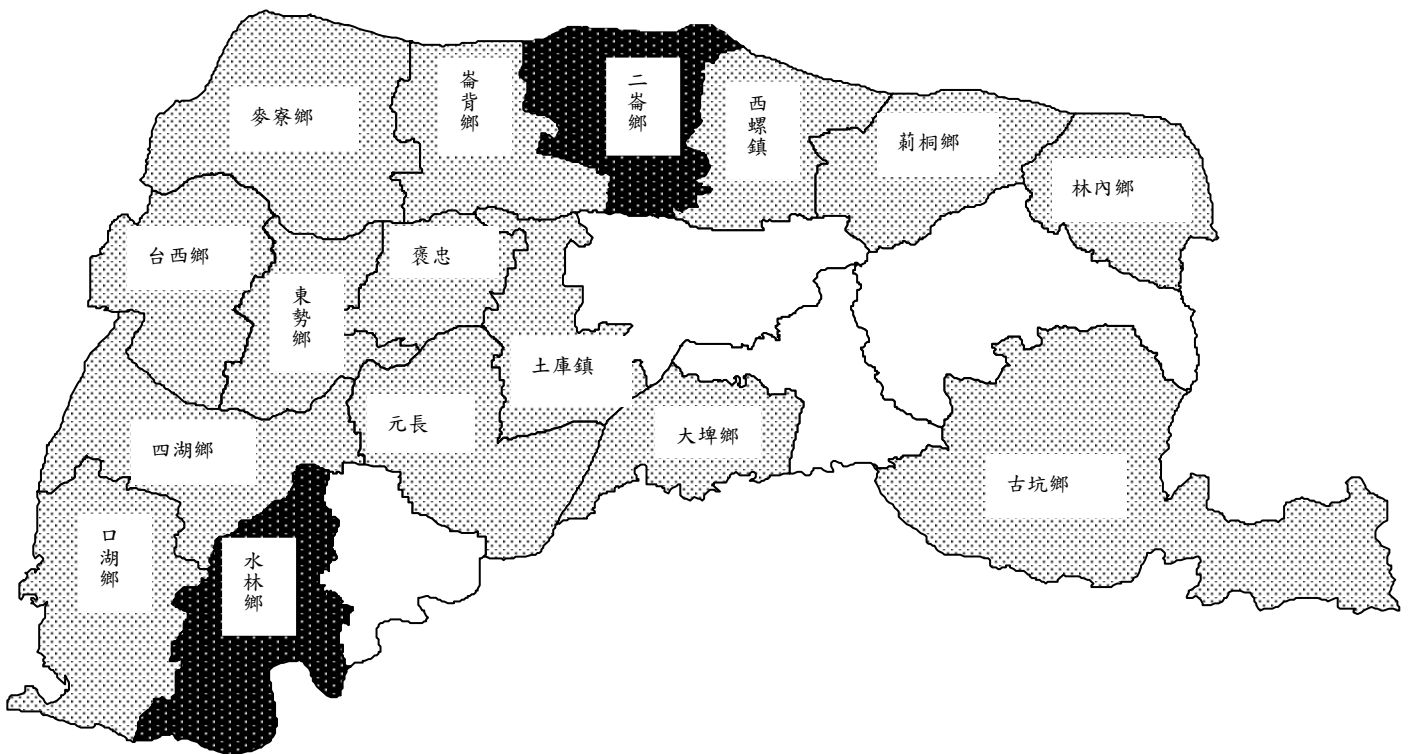 麥寮鄉
崙背鄉
二崙鄉
西螺鎮
莿桐鄉
林內鄉
台西鄉
東勢鄉
褒忠
土庫鎮
元長
大埤鄉
四湖鄉
古坑鄉
口湖鄉
水林鄉